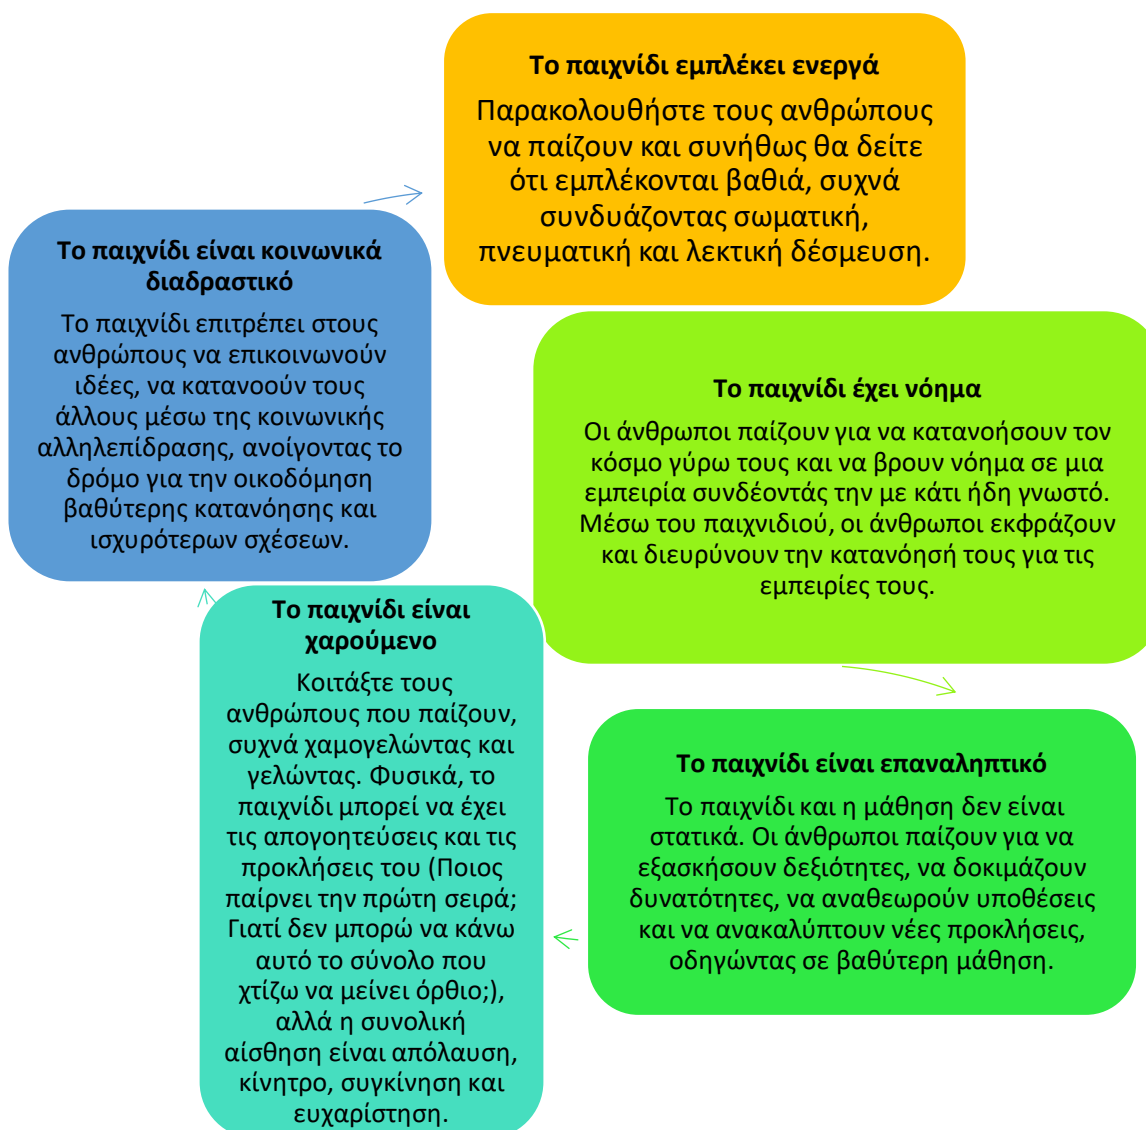 Το παιχνίδι εμπλέκει ενεργά
Παρακολουθήστε τους ανθρώπους
να παίζουν και συνήθως θα δείτε
ότι εμπλέκονται βαθιά, συχνά
συνδυάζοντας σωματική,
πνευματική και λεκτική δέσμευση.
Το παιχνίδι έχει νόημα
Οι άνθρωποι παίζουν για να κατανοήσουν τον
κόσμο γύρω τους και να βρουν νόημα σε μια
εμπειρία συνδέοντάς την με κάτι ήδη γνωστό.
Μέσω του παιχνιδιού, οι άνθρωποι εκφράζουν
και διευρύνουν την κατανόησή τους για τις
εμπειρίες τους.
Το παιχνίδι είναι επαναληπτικό
Το παιχνίδι και η μάθηση δεν είναι
στατικά. Οι άνθρωποι παίζουν για να
εξασκήσουν δεξιότητες, να δοκιμάζουν
δυνατότητες, να αναθεωρούν υποθέσεις
και να ανακαλύπτουν νέες προκλήσεις,
οδηγώντας σε βαθύτερη μάθηση.
Το παιχνίδι είναι
χαρούμενο
Κοιτάξτε τους
ανθρώπους που παίζουν,
συχνά χαμογελώντας και
γελώντας. Φυσικά, το
παιχνίδι μπορεί να έχει
τις απογοητεύσεις και τις
προκλήσεις του (Ποιος
παίρνει την πρώτη σειρά;
Γιατί δεν μπορώ να κάνω
αυτό το σύνολο που
χτίζω να μείνει όρθιο;),
αλλά η συνολική
αίσθηση είναι απόλαυση,
κίνητρο, συγκίνηση και
ευχαρίστηση.
Το παιχνίδι είναι κοινωνικά
διαδραστικό
Το παιχνίδι επιτρέπει στους
ανθρώπους να επικοινωνούν
ιδέες, να κατανοούν τους
άλλους μέσω της κοινωνικής
αλληλεπίδρασης, ανοίγοντας το
δρόμο για την οικοδόμηση
βαθύτερης κατανόησης και
ισχυρότερων σχέσεων.